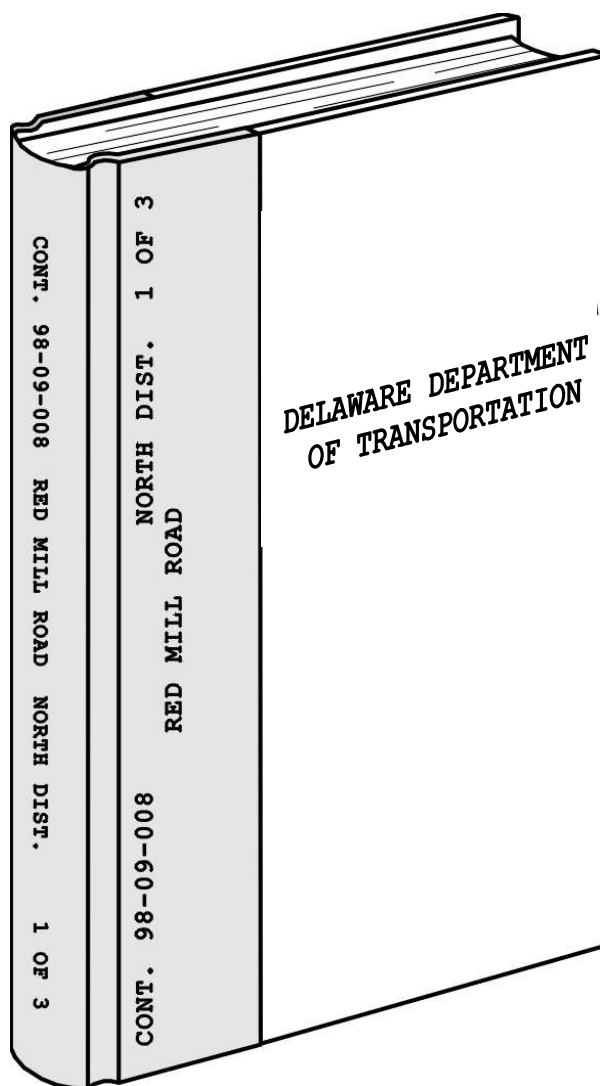 CONT. 98-09-008 RED MILL ROAD NORTH DIST. 1 OF 3
CONT. 98-09-008 NORTH DIST. 1 OF 3
RED MILL ROAD
DELAWARE DEPARTMENT
OF TRANSPORTATION